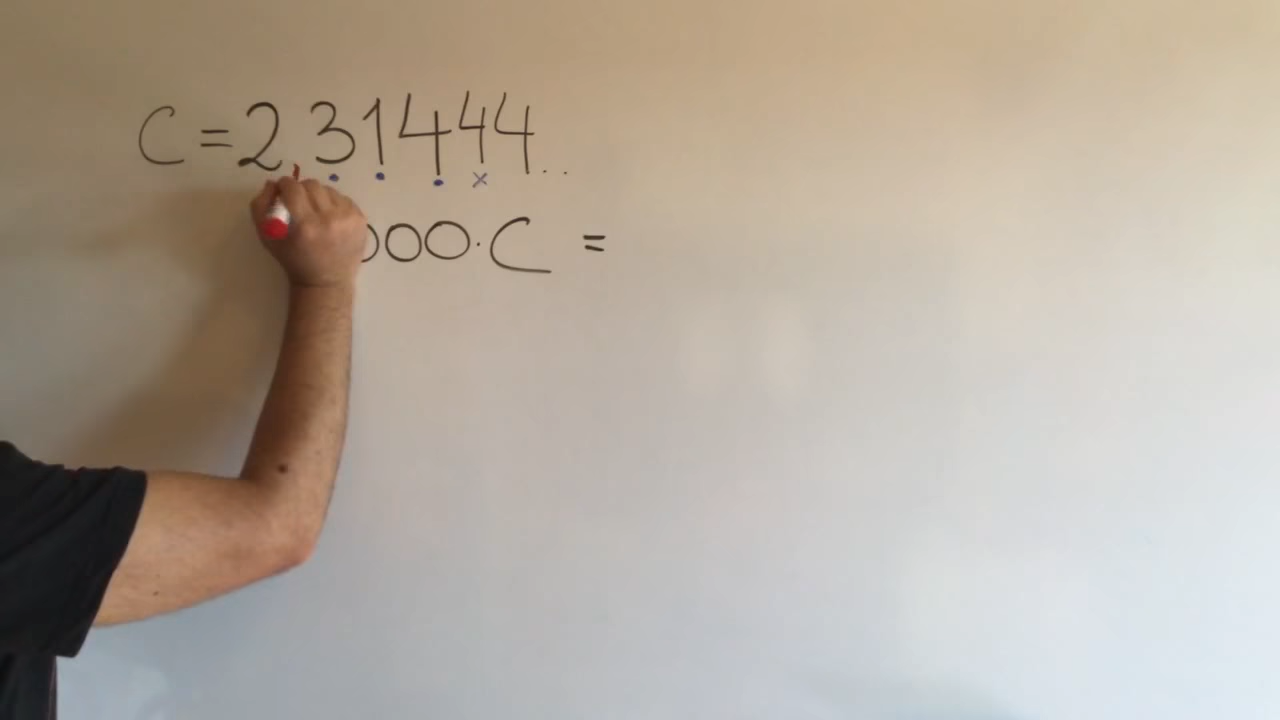 C = 2,31444...
000·C =